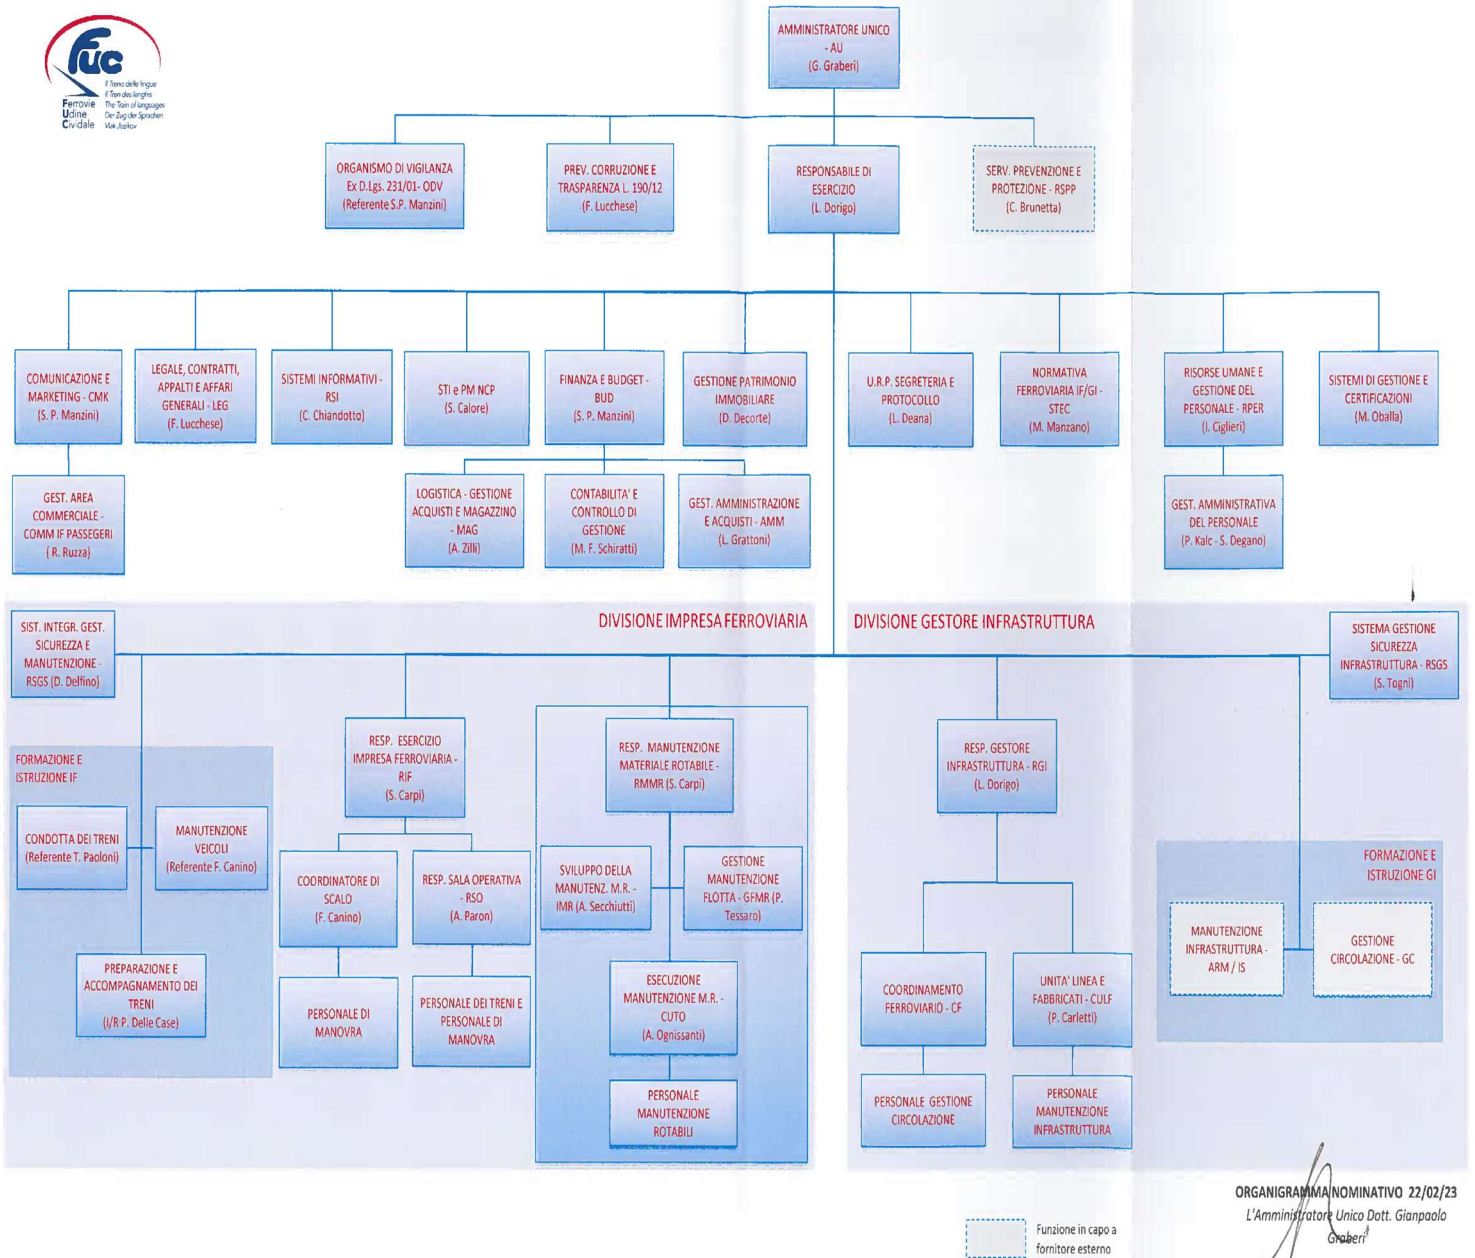 fuc
il Treno delle lingue
il Tren des lenghis
The Train of languages
Der Zug der Sprachen
Vlak Jezikov
Ferrovie
Udine
Cividale
AMMINISTRATORE UNICO
- AU
(G. Graberi)
ORGANISMO DI VIGILANZA
Ex D.Lgs. 231/01- ODV
(Referente S.P. Manzini)
PREV. CORRUZIONE E
TRASPARENZA L. 190/12
(F. Lucchese)
RESPONSABILE DI
ESERCIZIO
(L. Dorigo)
SERV. PREVENZIONE E
PROTEZIONE - RSPP
(C. Brunetta)
COMUNICAZIONE E
MARKETING - CMK
(S. P. Manzini)
LEGALE, CONTRATTI,
APPALTI E AFFARI
GENERALI - LEG
(F. Lucchese)
SISTEMI INFORMATIVI -
RSI
(C. Chiandotto)
STI e PM NCP
(S. Calore)
FINANZA E BUDGET -
BUD
(S. P. Manzini)
GESTIONE PATRIMONIO
IMMOBILIARE
(D. Decorte)
U.R.P. SEGRETERIA E
PROTOCOLLO
(L. Deana)
NORMATIVA
FERROVIARIA IF/GI -
STEC
(M. Manzano)
RISORSE UMANE E
GESTIONE DEL
PERSONALE - RPER
(I. Ciglieri)
SISTEMI DI GESTIONE E
CERTIFICAZIONI
(M. Oballa)
GEST. AREA
COMMERCIALE -
COMM IF PASSEGERI
( R. Ruzza)
LOGISTICA - GESTIONE
ACQUISTI E MAGAZZINO
- MAG
(A. Zilli)
CONTABILITA' E
CONTROLLO DI
GESTIONE
(M. F. Schiratti)
GEST. AMMINISTRAZIONE
E ACQUISTI - AMM
(L. Grattoni)
GEST. AMMINISTRATIVA
DEL PERSONALE
(P. Kalc - S. Degano)
DIVISIONE IMPRESA FERROVIARIA
DIVISIONE GESTORE INFRASTRUTTURA
SIST. INTEGR. GEST.
SICUREZZA E
MANUTENZIONE -
RSGS (D. Delfino)
SISTEMA GESTIONE
SICUREZZA
INFRASTRUTTURA - RSGS
(S. Togni)
FORMAZIONE E
ISTRUZIONE IF
CONDOTTA DEI TRENI
(Referente T. Paoloni)
MANUTENZIONE
VEICOLI
(Referente F. Canino)
PREPARAZIONE E
ACCOMPAGNAMENTO DEI
TRENI
(I/R P. Delle Case)
RESP. ESERCIZIO
IMPRESA FERROVIARIA -
RIF
(S. Carpi)
COORDINATORE DI
SCALO
(F. Canino)
RESP. SALA OPERATIVA
- RSO
(A. Paron)
PERSONALE DI
MANOVRA
PERSONALE DEI TRENI E
PERSONALE DI
MANOVRA
RESP. MANUTENZIONE
MATERIALE ROTABILE -
RMMR (S. Carpi)
SVILUPPO DELLA
MANUTENZ. M.R. -
IMR (A. Secchiutti)
GESTIONE
MANUTENZIONE
FLOTTA - GFMR (P.
Tessaro)
ESECUZIONE
MANUTENZIONE M.R. -
CUTO
(A. Ognissanti)
PERSONALE
MANUTENZIONE
ROTABILI
RESP. GESTORE
INFRASTRUTTURA - RGI
(L. Dorigo)
COORDINAMENTO
FERROVIARIO - CF
UNITA' LINEA E
FABBRICATI - CULF
(P. Carletti)
PERSONALE GESTIONE
CIRCOLAZIONE
PERSONALE
MANUTENZIONE
INFRASTRUTTURA
FORMAZIONE E
ISTRUZIONE GI
MANUTENZIONE
INFRASTRUTTURA -
ARM / IS
GESTIONE
CIRCOLAZIONE - GC
ORGANIGRAMMA NOMINATIVO 22/02/23
L'Amministratore Unico Dott. Gianpaolo
Graberi
Funzione in capo a
fornitore esterno